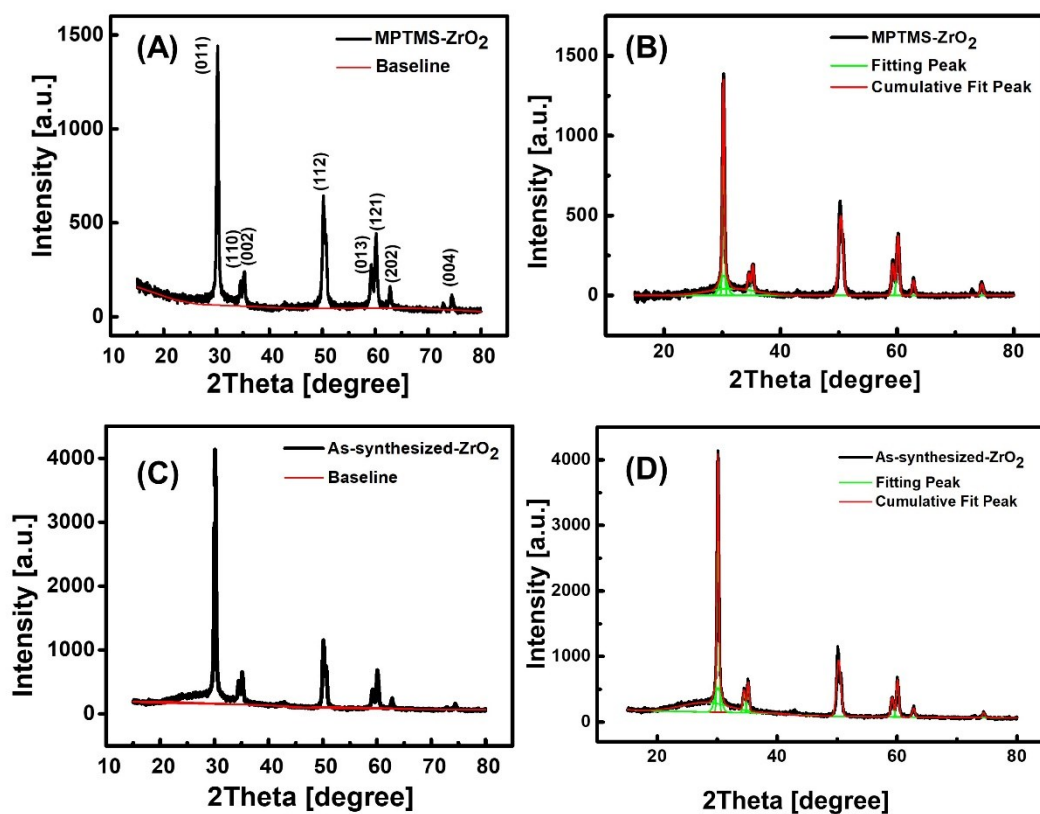 (A)
MPTMS-ZrO₂
Baseline
(011)
(110)
(002)
(112)
(013)
(121)
(202)
(004)
Intensity [a.u.]
1500
1000
500
0
10 20 30 40 50 60 70 80
2Theta [degree]
(B)
MPTMS-ZrO₂
Fitting Peak
Cumulative Fit Peak
Intensity [a.u.]
1500
1000
500
0
20 40 60 80
2Theta [degree]
(C)
As-synthesized-ZrO₂
Baseline
Intensity [a.u.]
4000
3000
2000
1000
0
10 20 30 40 50 60 70 80
2Theta [degree]
(D)
As-synthesized-ZrO₂
Fitting Peak
Cumulative Fit Peak
Intensity [a.u.]
4000
3000
2000
1000
0
20 40 60 80
2Theta [degree]